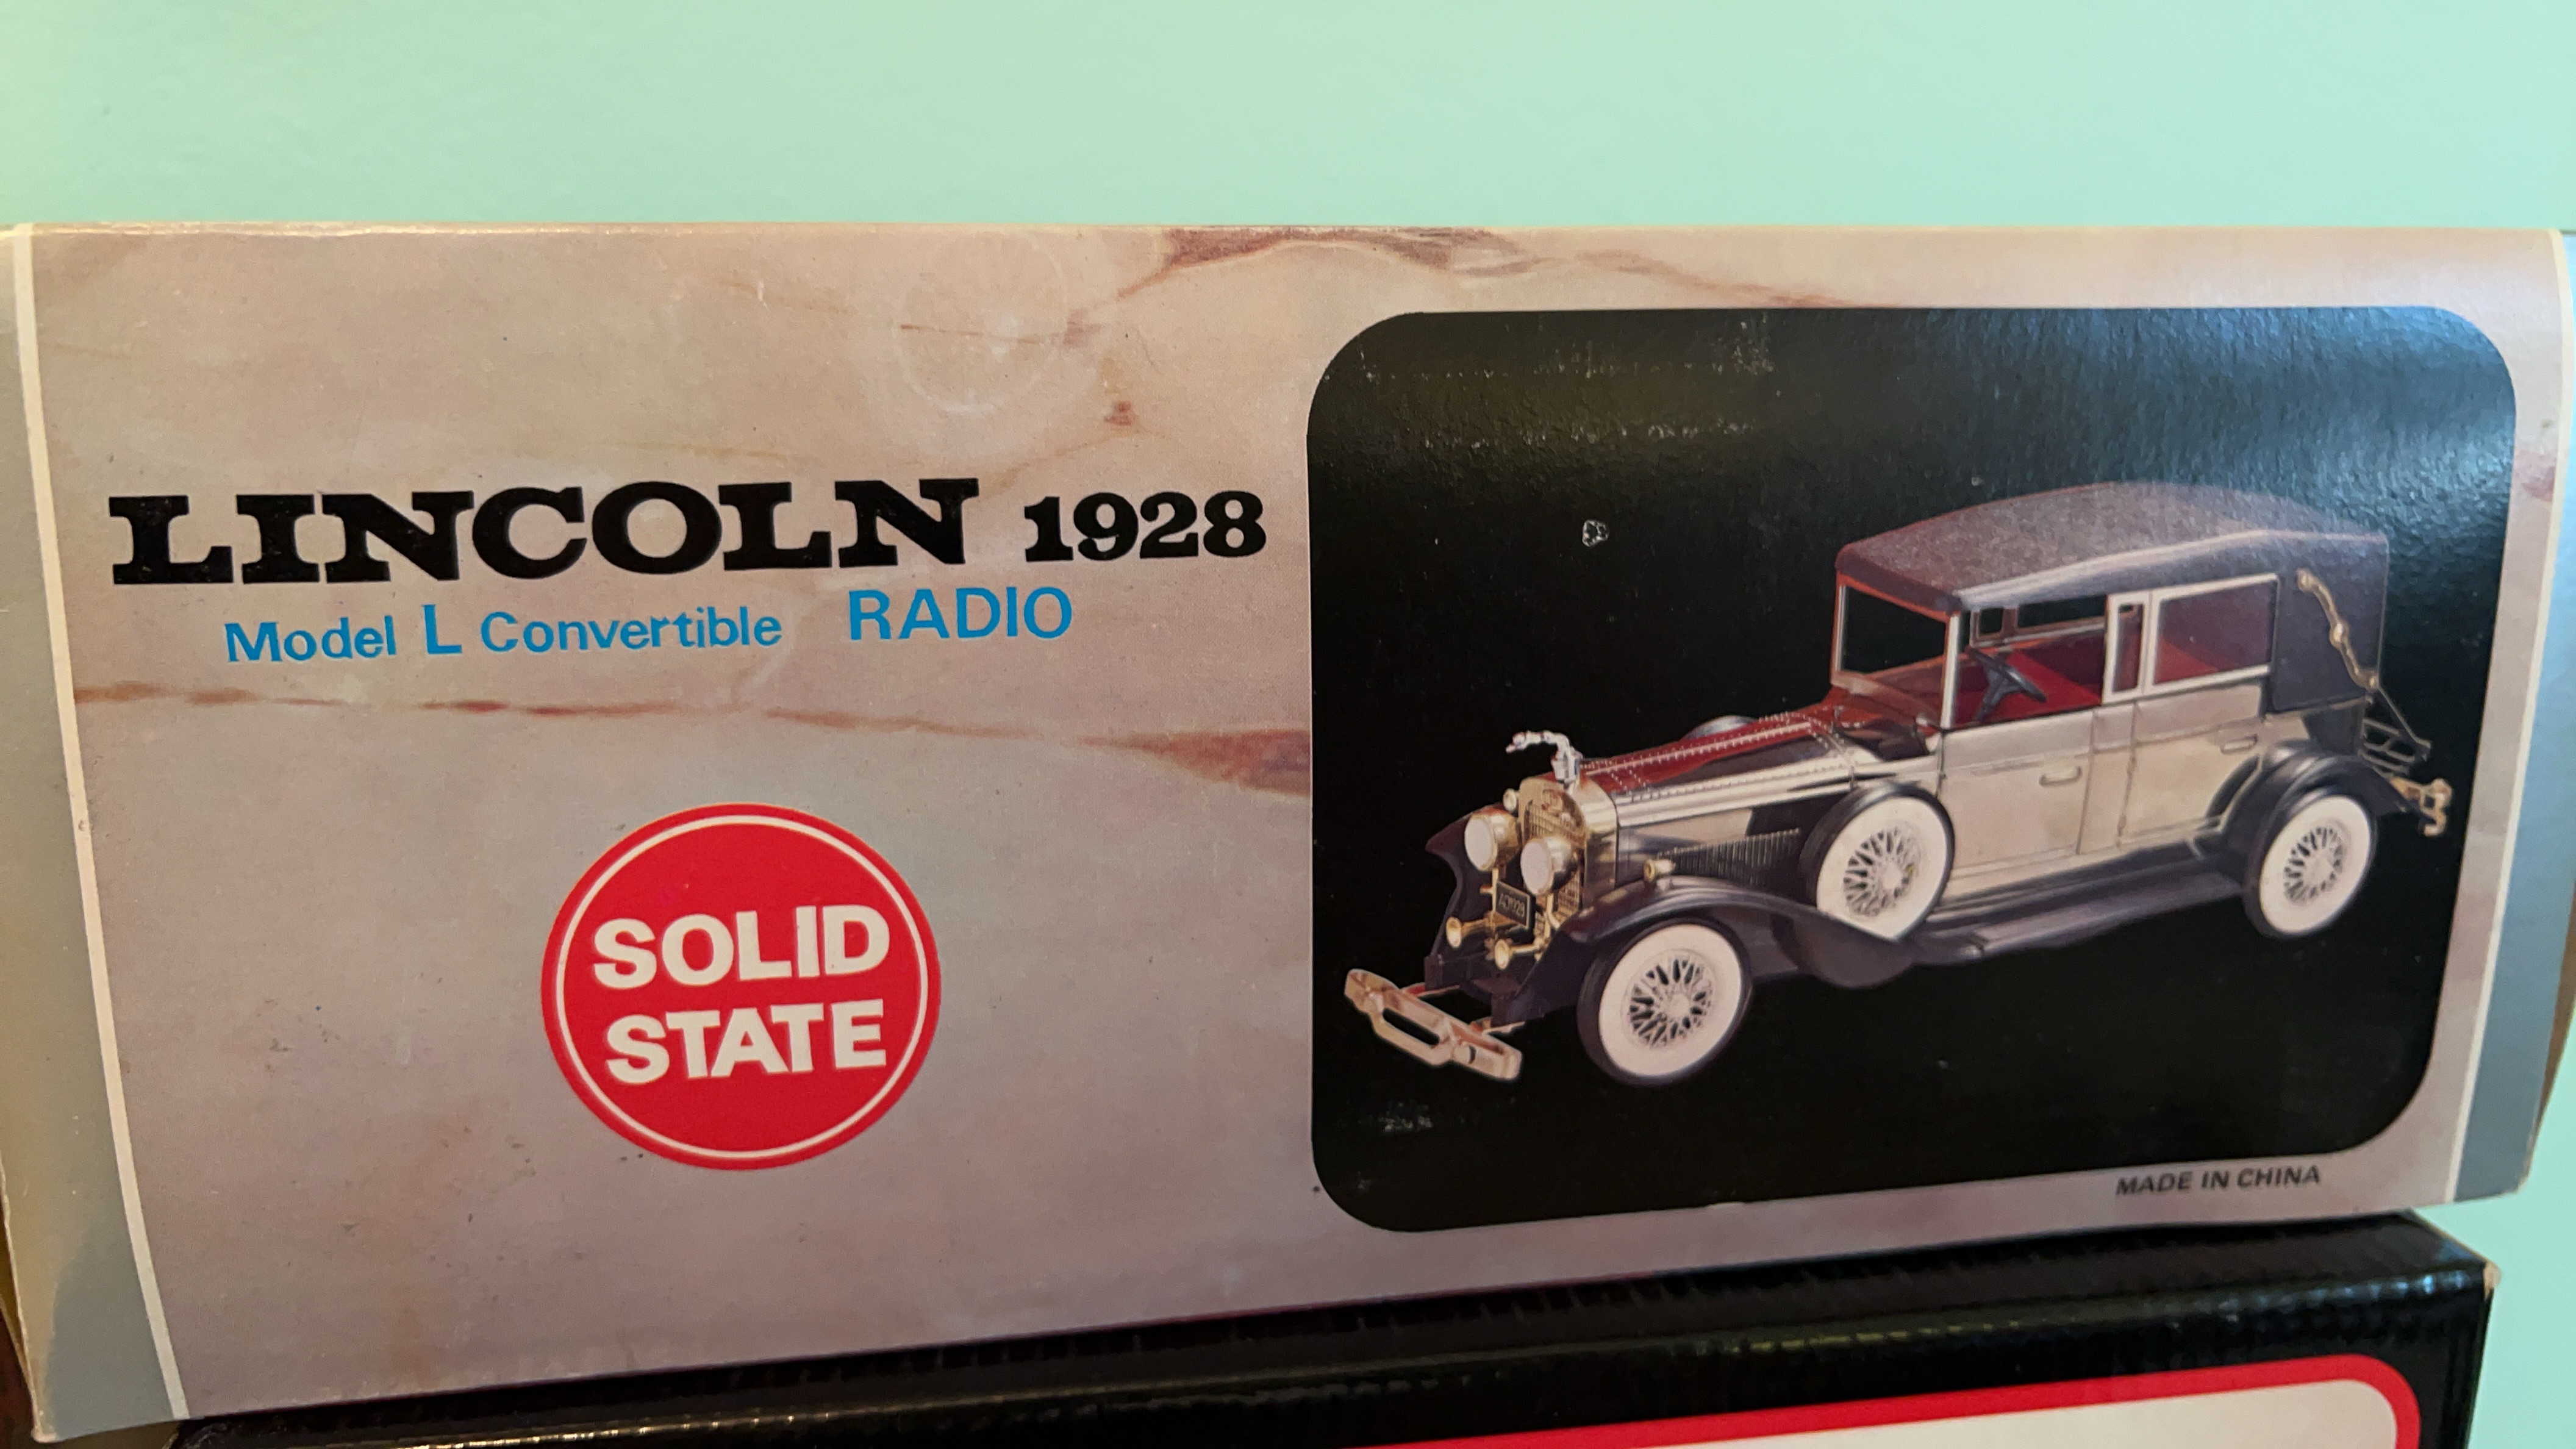 LINCOLN 1928
Model L Convertible RADIO
SOLID
STATE
MADE IN CHINA